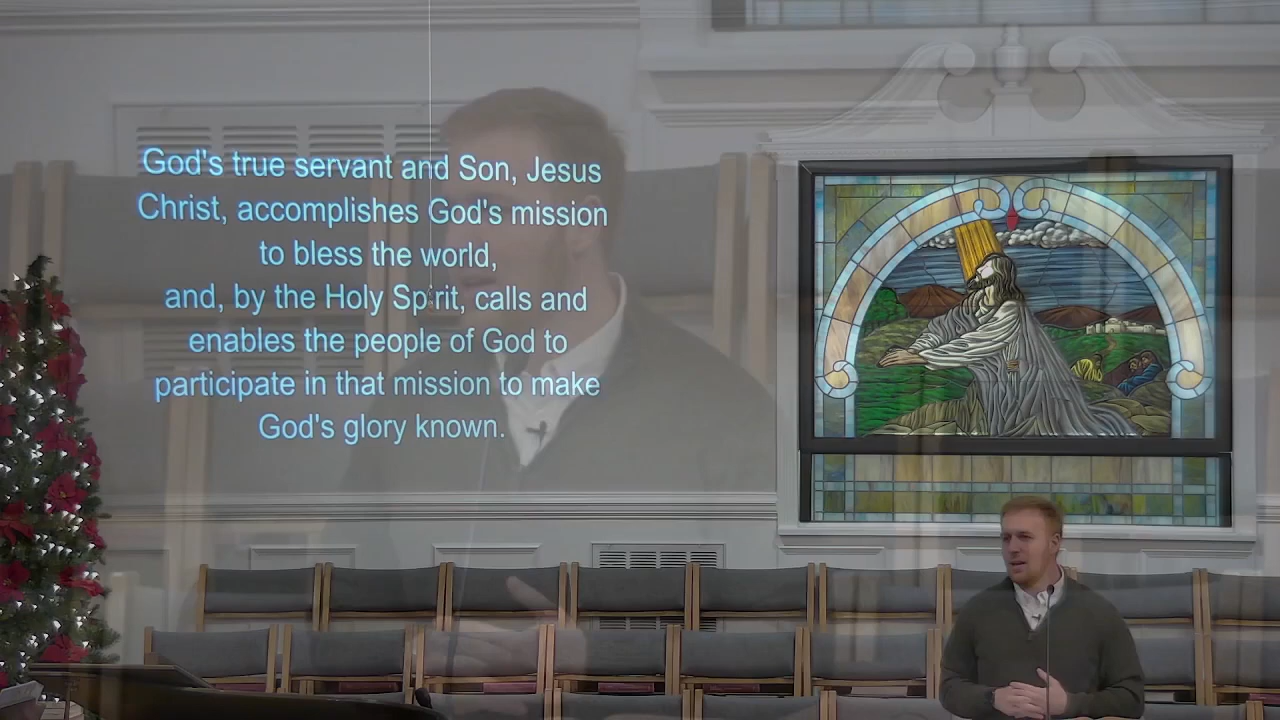 God's true servant and Son, Jesus
Christ, accomplishes God's mission
to bless the world,
and, by the Holy Spirit, calls and
enables the people of God to
participate in that mission to make
God's glory known.